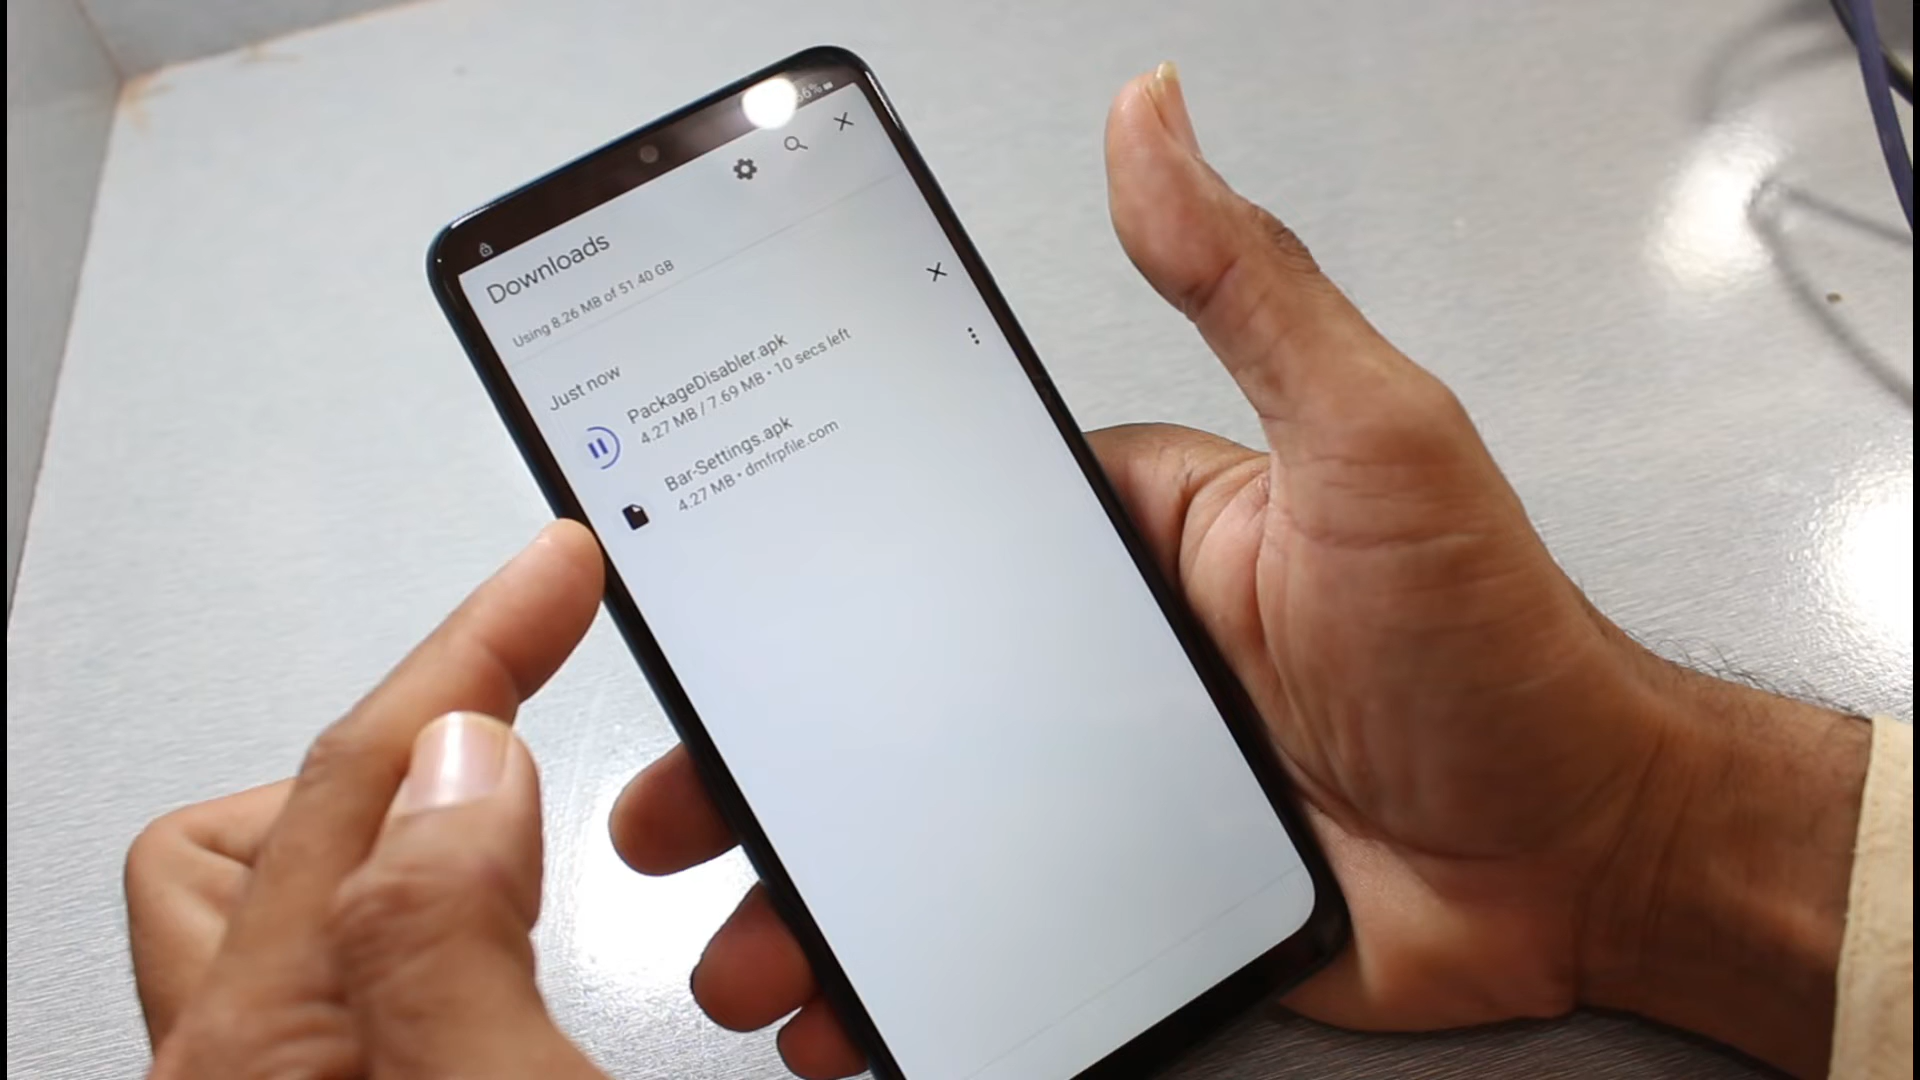 66%
Downloads
Using 8.26 MB of 51.40 GB
Just now
PackageDisabler.apk
4.27 MB / 7.69 MB • 10 secs left
Bar-Settings.apk
4.27 MB • dmfrpfile.com